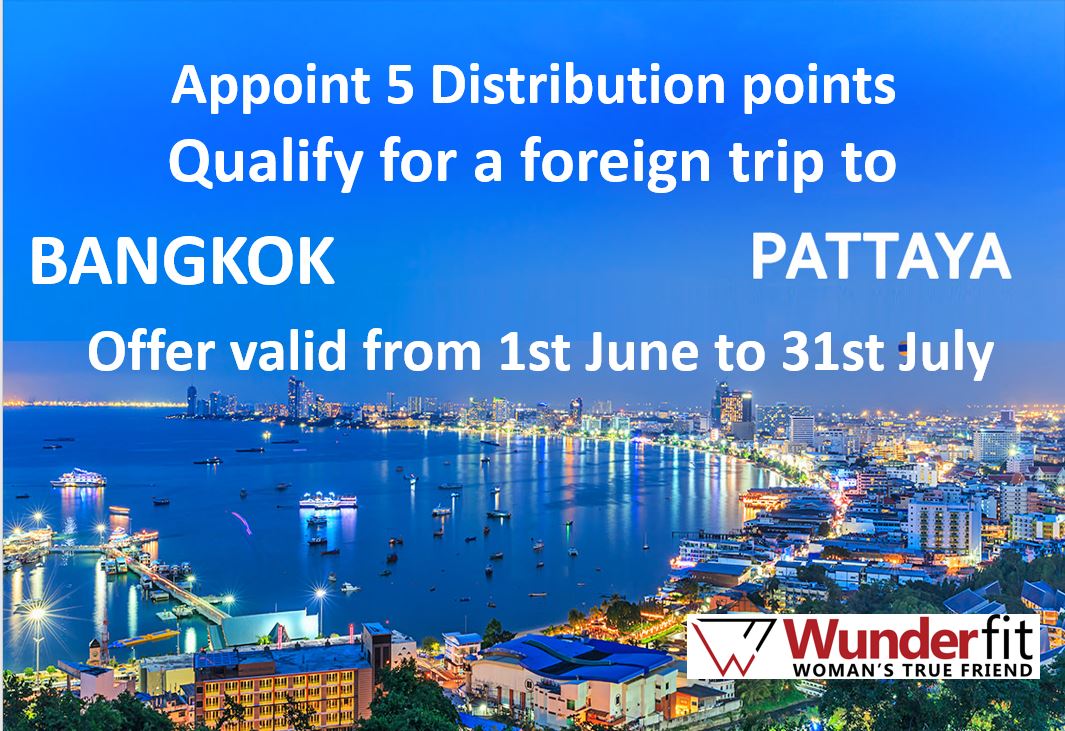 Appoint 5 Distribution points
Qualify for a foreign trip to
BANGKOK PATTAYA
Offer valid from 1st June to 31st July
Wunderfit
WOMAN'S TRUE FRIEND